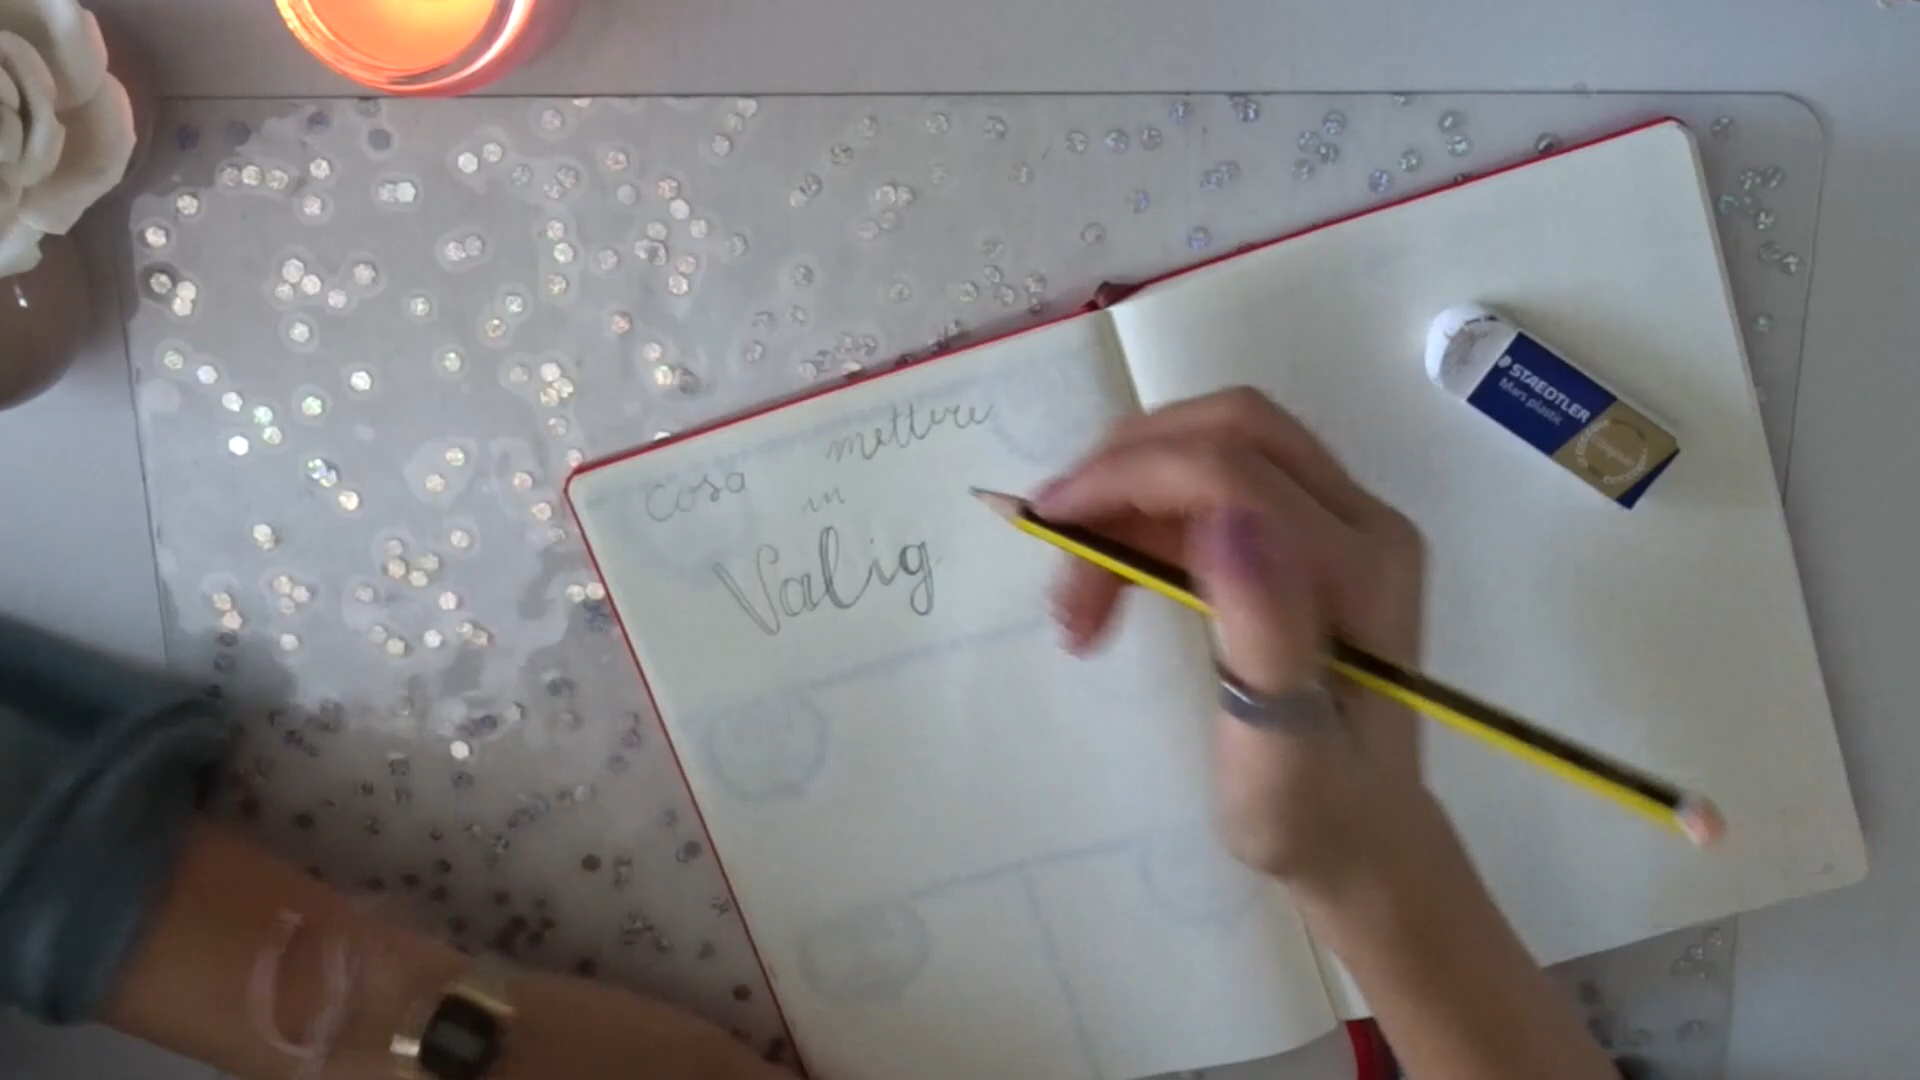 cosa mettere
in
Valig
STAEDTLER
Mars plastic